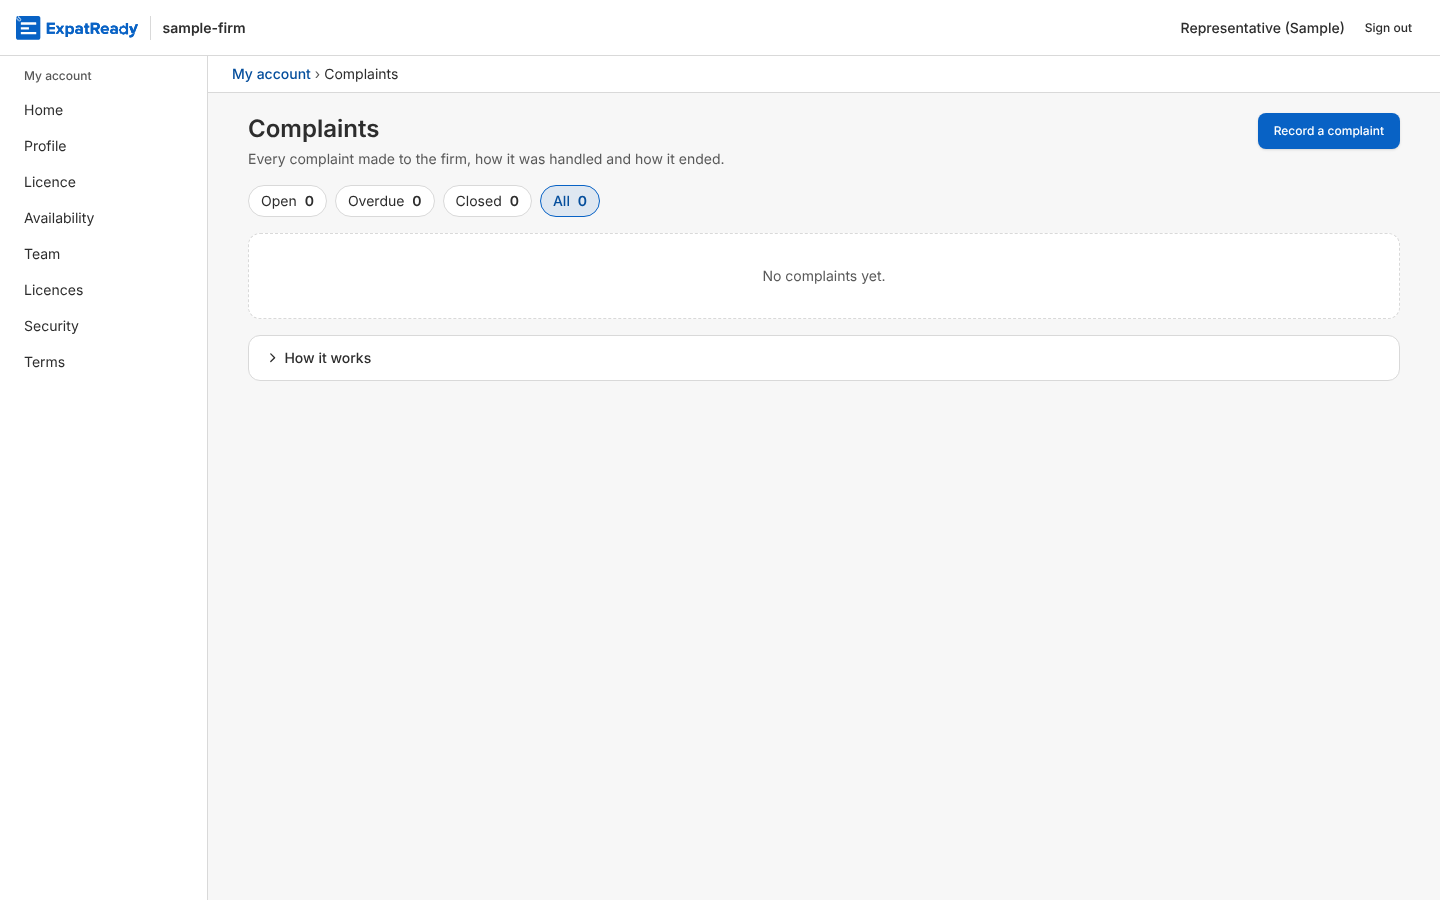 ExpatReady
sample-firm
Representative (Sample)
Sign out
My account
Home
Profile
Licence
Availability
Team
Licences
Security
Terms
My account › Complaints
Complaints
Record a complaint
Every complaint made to the firm, how it was handled and how it ended.
Open 0
Overdue 0
Closed 0
All 0
No complaints yet.
How it works